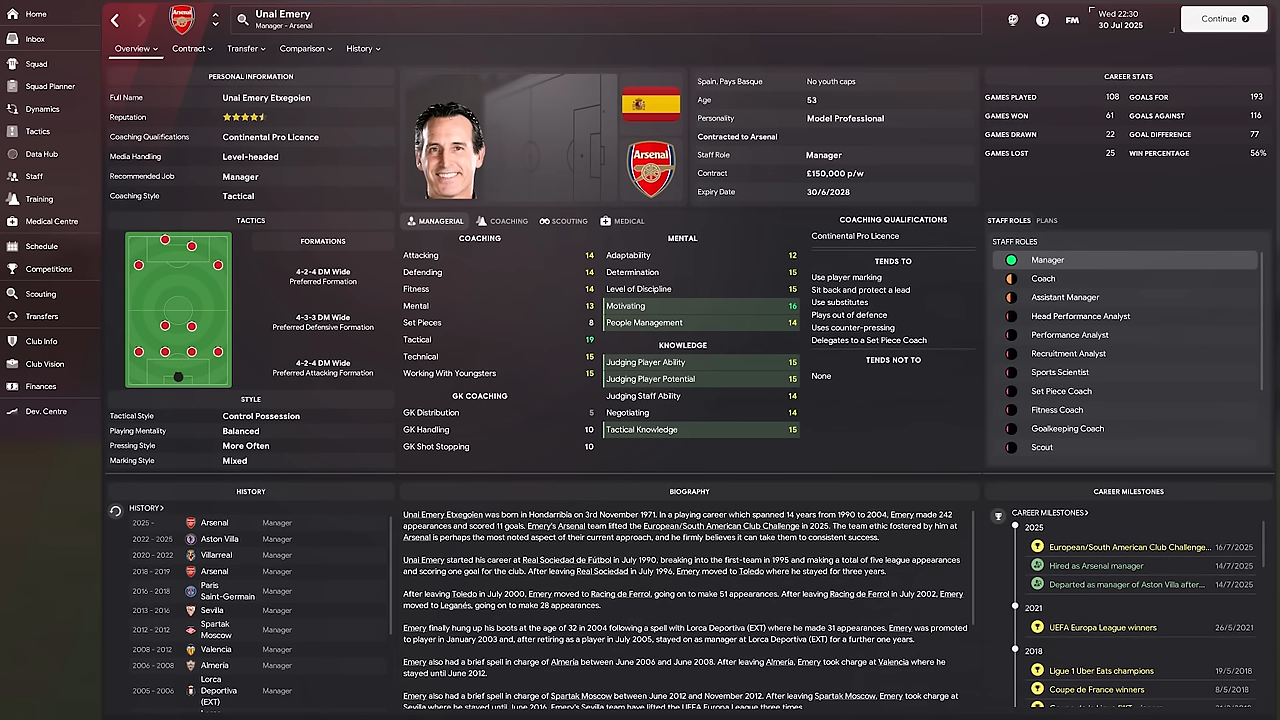 Home
Inbox
Squad
Squad Planner
Dynamics
Tactics
Data Hub
Staff
Training
Medical Centre
Schedule
Competitions
Scouting
Transfers
Club Info
Club Vision
Finances
Dev. Centre
Arsenal
Unai Emery
Manager - Arsenal
FM
Wed 22:30
30 Jul 2025
Continue
Overview Contract Transfer Comparison History
PERSONAL INFORMATION
Full Name Unai Emery Etxegoien
Reputation
Coaching Qualifications Continental Pro Licence
Media Handling Level-headed
Recommended Job Manager
Coaching Style Tactical
Arsenal
Spain, Pays Basque No youth caps
Age 53
Personality Model Professional
Contracted to Arsenal
Staff Role Manager
Contract £150,000 p/w
Expiry Date 30/6/2028
CAREER STATS
GAMES PLAYED 108 GOALS FOR 193
GAMES WON 61 GOALS AGAINST 116
GAMES DRAWN 22 GOAL DIFFERENCE 77
GAMES LOST 25 WIN PERCENTAGE 56%
TACTICS
FORMATIONS
4-2-4 DM Wide
Preferred Formation
4-3-3 DM Wide
Preferred Defensive Formation
4-2-4 DM Wide
Preferred Attacking Formation
STYLE
Tactical Style Control Possession
Playing Mentality Balanced
Pressing Style More Often
Marking Style Mixed
MANAGERIAL COACHING SCOUTING MEDICAL
COACHING
Attacking 14
Defending 14
Fitness 14
Mental 13
Set Pieces 8
Tactical 19
Technical 15
Working With Youngsters 15
GK COACHING
GK Distribution 5
GK Handling 10
GK Shot Stopping 10
MENTAL
Adaptability 12
Determination 15
Level of Discipline 15
Motivating 16
People Management 14
KNOWLEDGE
Judging Player Ability 15
Judging Player Potential 15
Judging Staff Ability 14
Negotiating 14
Tactical Knowledge 15
COACHING QUALIFICATIONS
Continental Pro Licence
TENDS TO
Use player marking
Sit back and protect a lead
Use substitutes
Plays out of defence
Uses counter-pressing
Delegates to a Set Piece Coach
TENDS NOT TO
None
STAFF ROLES PLANS
STAFF ROLES
Manager
Coach
Assistant Manager
Head Performance Analyst
Performance Analyst
Recruitment Analyst
Sports Scientist
Set Piece Coach
Fitness Coach
Goalkeeping Coach
Scout
HISTORY
HISTORY>
2025 - Arsenal Manager
2022 - 2025 Aston Villa Manager
2020 - 2022 Villarreal Manager
2018 - 2019 Arsenal Manager
2016 - 2018 Paris Saint-Germain Manager
2013 - 2016 Sevilla Manager
2012 - 2012 Spartak Moscow Manager
2008 - 2012 Valencia Manager
2006 - 2008 Almería Manager
2005 - 2006 Lorca Deportiva (EXT) Manager
BIOGRAPHY
Unai Emery Etxegoien was born in Hondarribia on 3rd November 1971. In a playing career which spanned 14 years from 1990 to 2004, Emery made 242
appearances and scored 11 goals. Emery's Arsenal team lifted the European/South American Club Challenge in 2025. The team ethic fostered by him at
Arsenal is perhaps the most noted aspect of their current approach, and he firmly believes it can take them to consistent success.
Unai Emery started his career at Real Sociedad de Fútbol in July 1990, breaking into the first-team in 1995 and making a total of five league appearances
and scoring one goal for the club. After leaving Real Sociedad in July 1996, Emery moved to Toledo where he stayed for three years.
After leaving Toledo in July 2000, Emery moved to Racing de Ferrol, going on to make 51 appearances. After leaving Racing de Ferrol in July 2002, Emery
moved to Leganés, going on to make 28 appearances.
Emery finally hung up his boots at the age of 32 in 2004 following a spell with Lorca Deportiva (EXT) where he made 31 appearances. Emery was promoted
to player in January 2003 and, after retiring as a player in July 2005, stayed on as manager at Lorca Deportiva (EXT) for a further one years.
Emery also had a brief spell in charge of Almería between June 2006 and June 2008. After leaving Almería, Emery took charge at Valencia where he
stayed until June 2012.
Emery also had a brief spell in charge of Spartak Moscow between June 2012 and November 2012. After leaving Spartak Moscow, Emery took charge at
Sevilla where he stayed until June 2016. Emery's Sevilla team have lifted the UEFA Europa League three times.
CAREER MILESTONES
CAREER MILESTONES>
2025
European/South American Club Challenge... 16/7/2025
Hired as Arsenal manager 14/7/2025
Departed as manager of Aston Villa after... 14/7/2025
2021
UEFA Europa League winners 26/5/2021
2018
Ligue 1 Uber Eats champions 19/5/2018
Coupe de France winners 8/5/2018